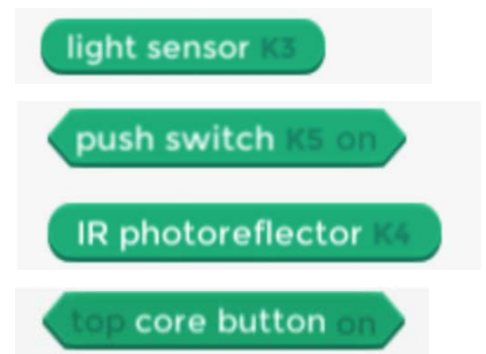 light sensor K3
push switch K5 on
IR photoreflector K4
top core button on